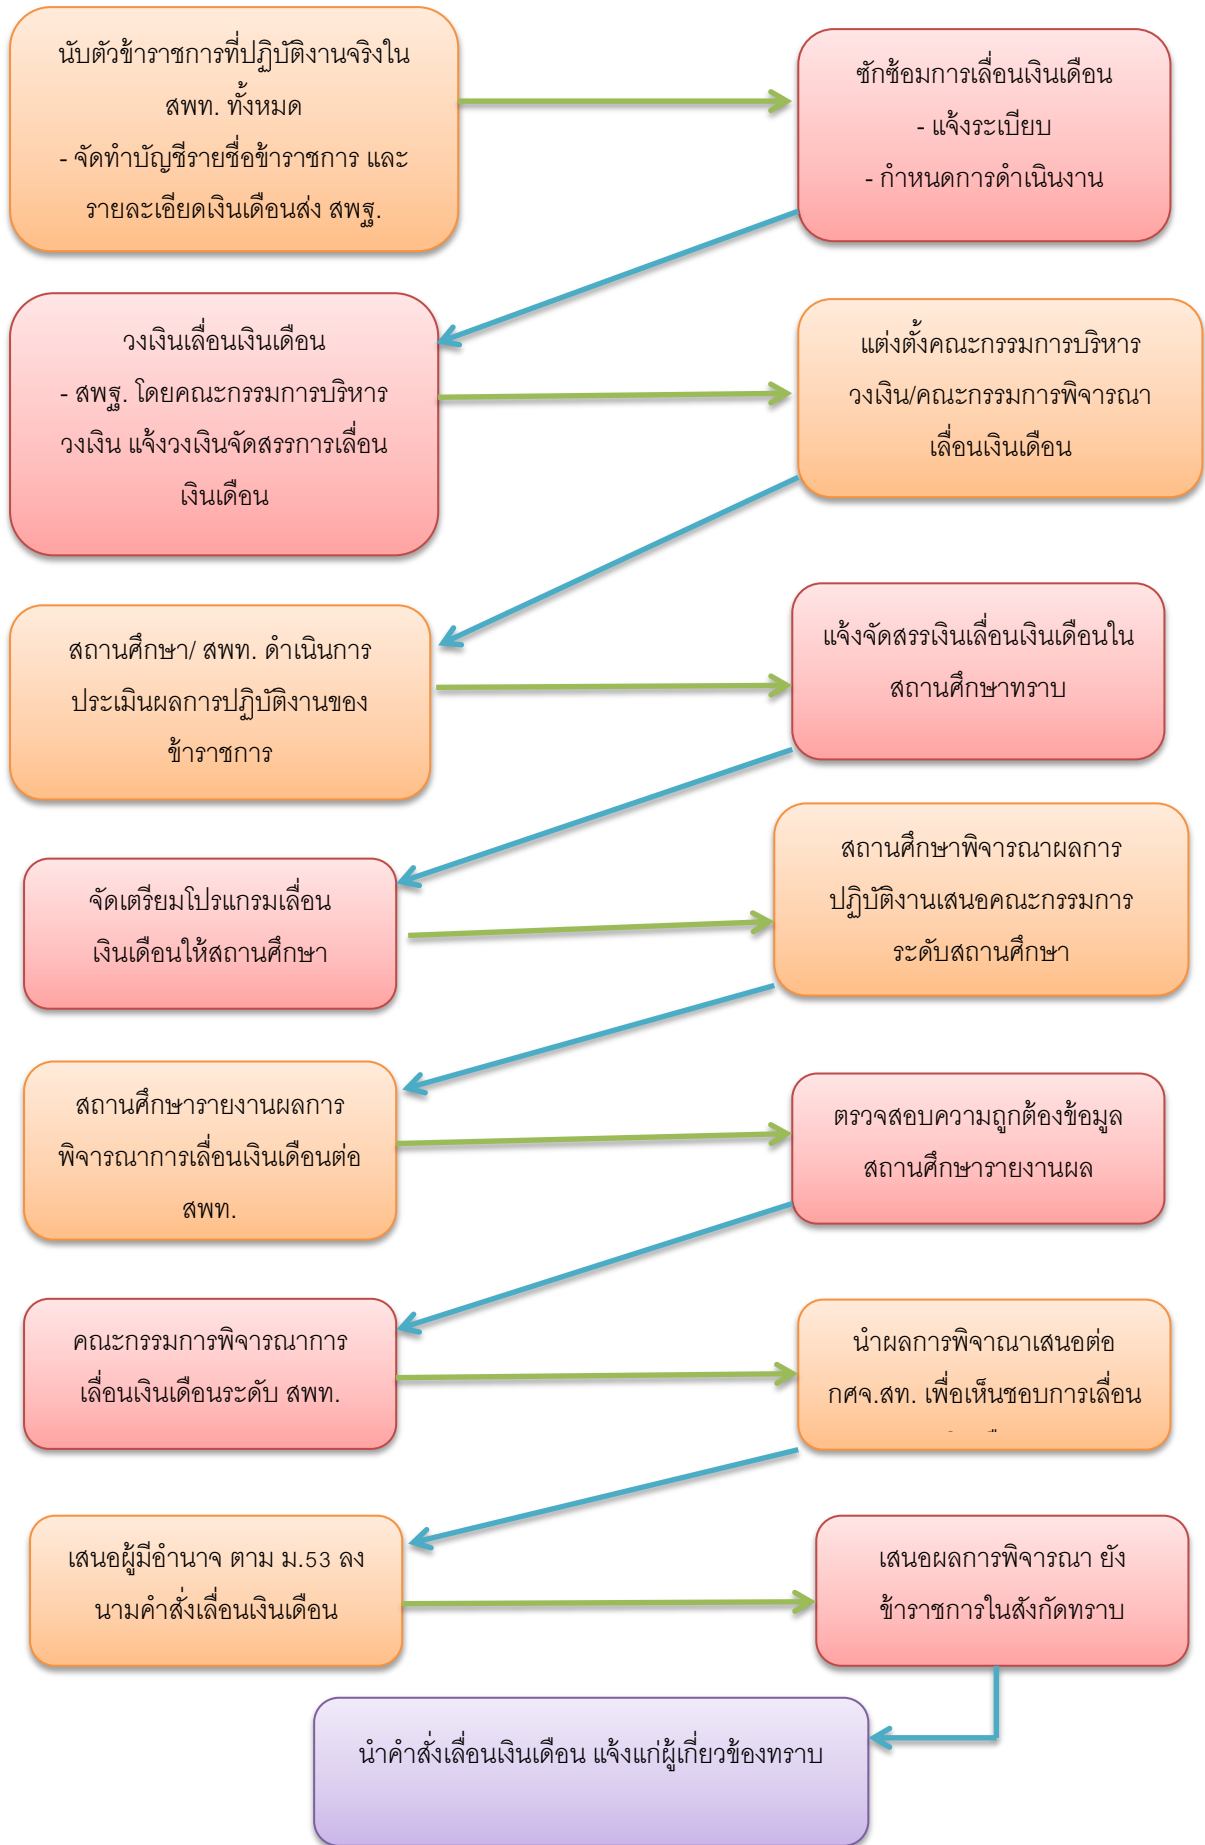 นับตัวข้าราชการที่ปฏิบัติงานจริงใน
สพท. ทั้งหมด
- จัดทำบัญชีรายชื่อข้าราชการ และ
รายละเอียดเงินเดือนส่ง สพฐ.
ซักซ้อมการเลื่อนเงินเดือน
- แจ้งระเบียบ
- กำหนดการดำเนินงาน
วงเงินเลื่อนเงินเดือน
- สพฐ. โดยคณะกรรมการบริหาร
วงเงิน แจ้งวงเงินจัดสรรการเลื่อน
เงินเดือน
แต่งตั้งคณะกรรมการบริหาร
วงเงิน/คณะกรรมการพิจารณา
เลื่อนเงินเดือน
สถานศึกษา/ สพท. ดำเนินการ
ประเมินผลการปฏิบัติงานของ
ข้าราชการ
แจ้งจัดสรรเงินเลื่อนเงินเดือนใน
สถานศึกษาทราบ
จัดเตรียมโปรแกรมเลื่อน
เงินเดือนให้สถานศึกษา
สถานศึกษาพิจารณาผลการ
ปฏิบัติงานเสนอคณะกรรมการ
ระดับสถานศึกษา
สถานศึกษารายงานผลการ
พิจารณาการเลื่อนเงินเดือนต่อ
สพท.
ตรวจสอบความถูกต้องข้อมูล
สถานศึกษารายงานผล
คณะกรรมการพิจารณาการ
เลื่อนเงินเดือนระดับ สพท.
นำผลการพิจาณาเสนอต่อ
กศจ.สท. เพื่อเห็นชอบการเลื่อน
เสนอผู้มีอำนาจ ตาม ม.53 ลง
นามคำสั่งเลื่อนเงินเดือน
เสนอผลการพิจารณา ยัง
ข้าราชการในสังกัดทราบ
นำคำสั่งเลื่อนเงินเดือน แจ้งแก่ผู้เกี่ยวข้องทราบ